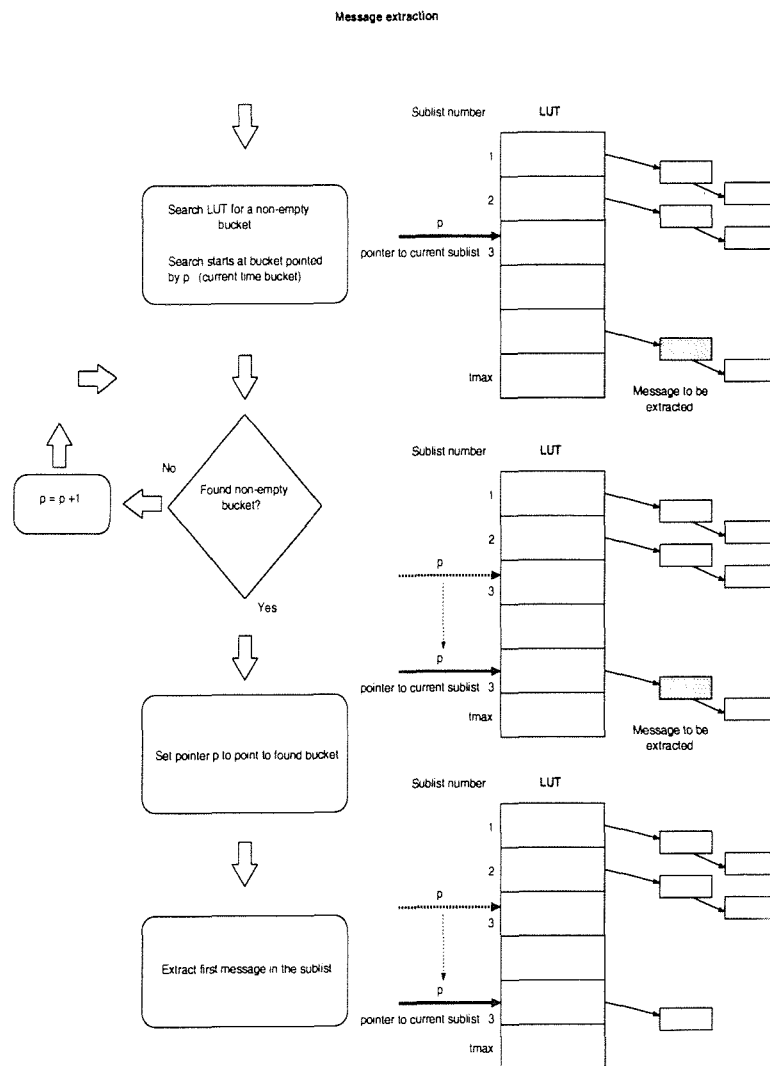 Message extraction
Sublist number
LUT
Search LUT for a non-empty
bucket
Search starts at bucket pointed
by p (current time bucket)
1
2
p
pointer to current sublist 3
tmax
Message to be
extracted
No
Found non-empty
bucket?
p = p +1
Yes
Sublist number
LUT
1
2
p
3
p
pointer to current sublist 3
tmax
Message to be
extracted
Set pointer p to point to found bucket
Sublist number
LUT
1
2
p
3
p
pointer to current sublist 3
tmax
Extract first message in the sublist